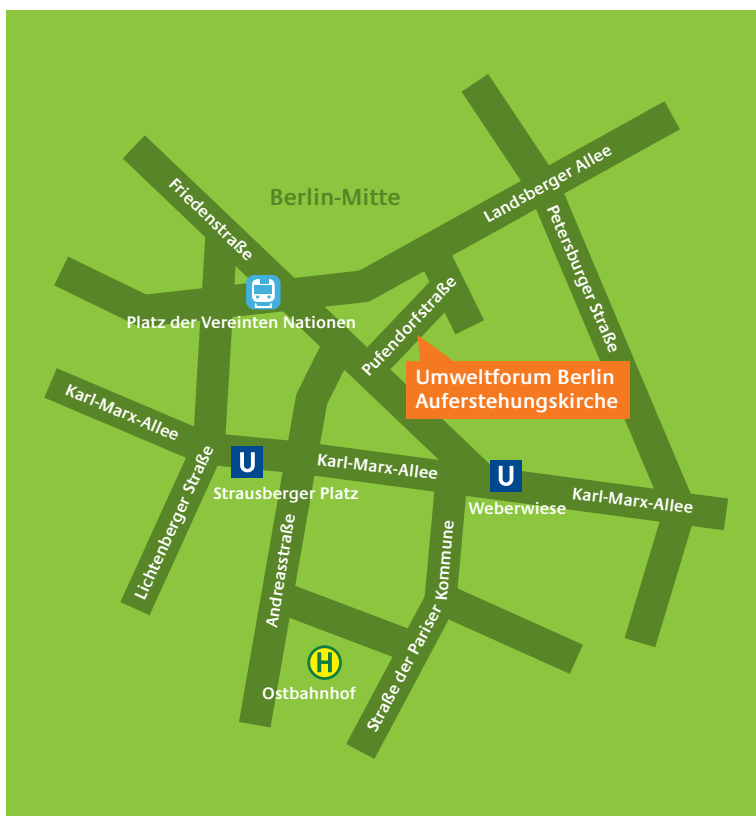 Berlin-Mitte
Friedenstraße
Landsberger Allee
Petersburger Straße
Platz der Vereinten Nationen
Pufendorfstraße
Umweltforum Berlin
Auferstehungskirche
Karl-Marx-Allee
U
Strausberger Platz
Karl-Marx-Allee
U
Weberwiese
Karl-Marx-Allee
Lichtenberger Straße
Andreasstraße
Straße der Pariser Kommune
H
Ostbahnhof